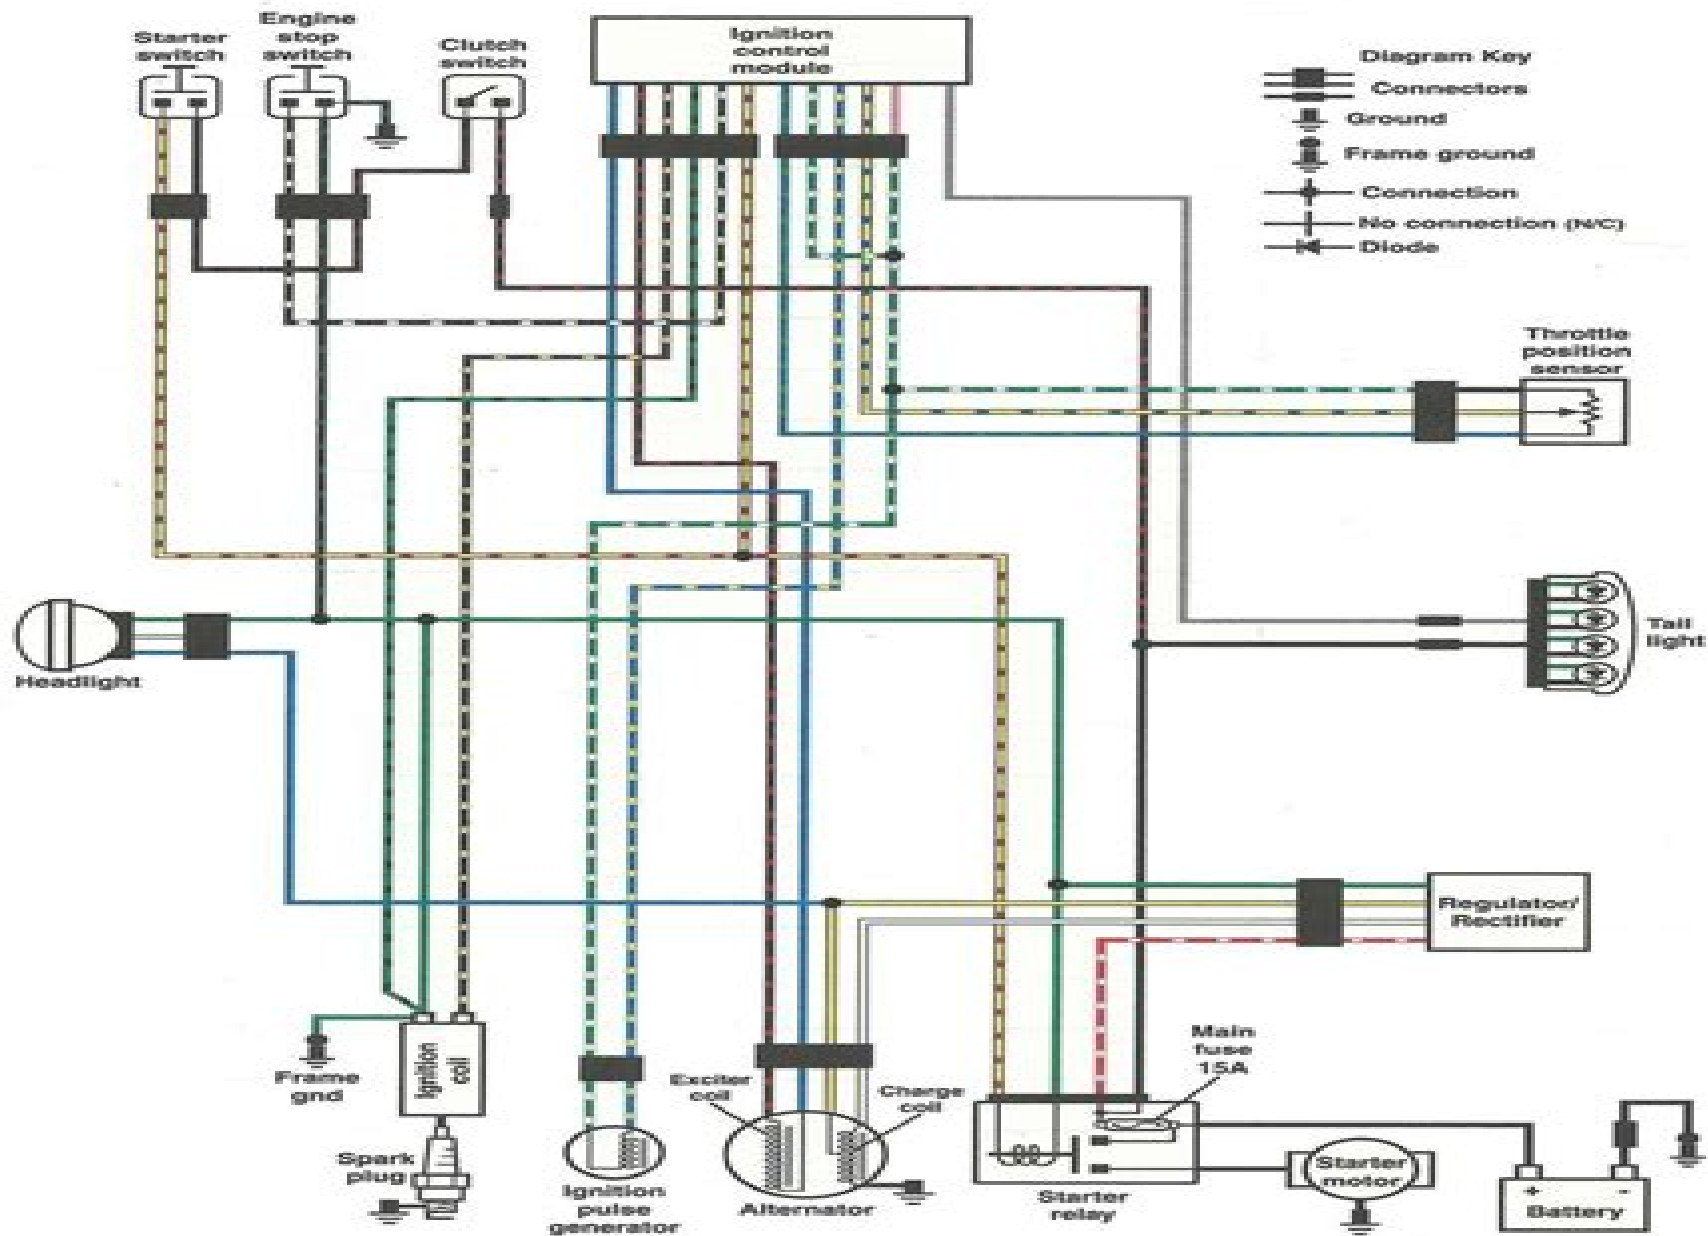 Starter
switch
Engine
stop
switch
Clutch
switch
Ignition
control
module
Diagram Key
Connectors
Ground
Frame ground
Connection
No connection (N/C)
Diode
Throttle
position
sensor
Headlight
Tail
light
Regulator/
Rectifier
Main
fuse
15A
Frame
gnd
Ignition
coil
Exciter
coil
Charge
coil
Spark
plug
Ignition
pulse
generator
Alternator
Starter
relay
Starter
motor
+ -
Battery